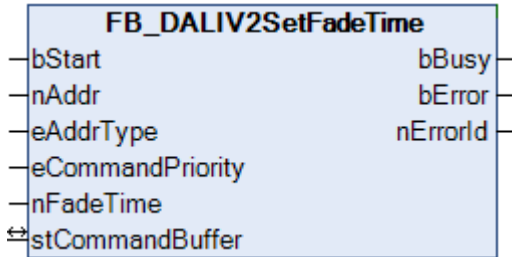 FB_DALIV2SetFadeTime
bStart bBusy
nAddr bError
eAddrType nErrorId
eCommandPriority
nFadeTime
stCommandBuffer